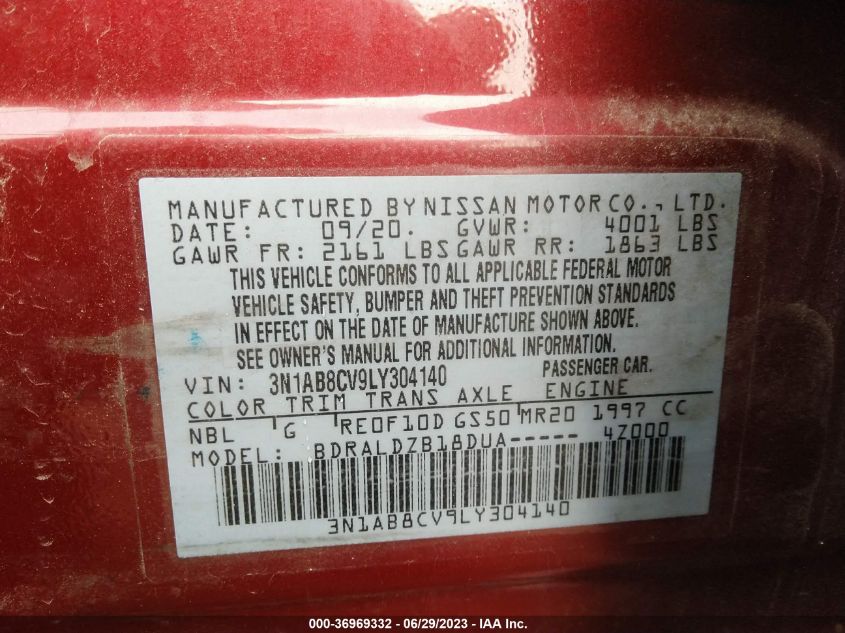 MANUFACTURED BY NISSAN MOTOR CO., LTD.
DATE: 09/20. GVWR: 4001 LBS
GAWR FR: 2161 LBS GAWR RR: 1863 LBS
THIS VEHICLE CONFORMS TO ALL APPLICABLE FEDERAL MOTOR
VEHICLE SAFETY, BUMPER AND THEFT PREVENTION STANDARDS
IN EFFECT ON THE DATE OF MANUFACTURE SHOWN ABOVE.
SEE OWNER'S MANUAL FOR ADDITIONAL INFORMATION.
VIN: 3N1AB8CV9LY304140 PASSENGER CAR.
COLOR TRIM TRANS AXLE ENGINE
NBL G RE0F10D GS50 MR20 1997 CC
MODEL: BDRALDZB18DUA----- 4Z000
3N1AB8CV9LY304140
000-36969332 - 06/29/2023 - IAA Inc.